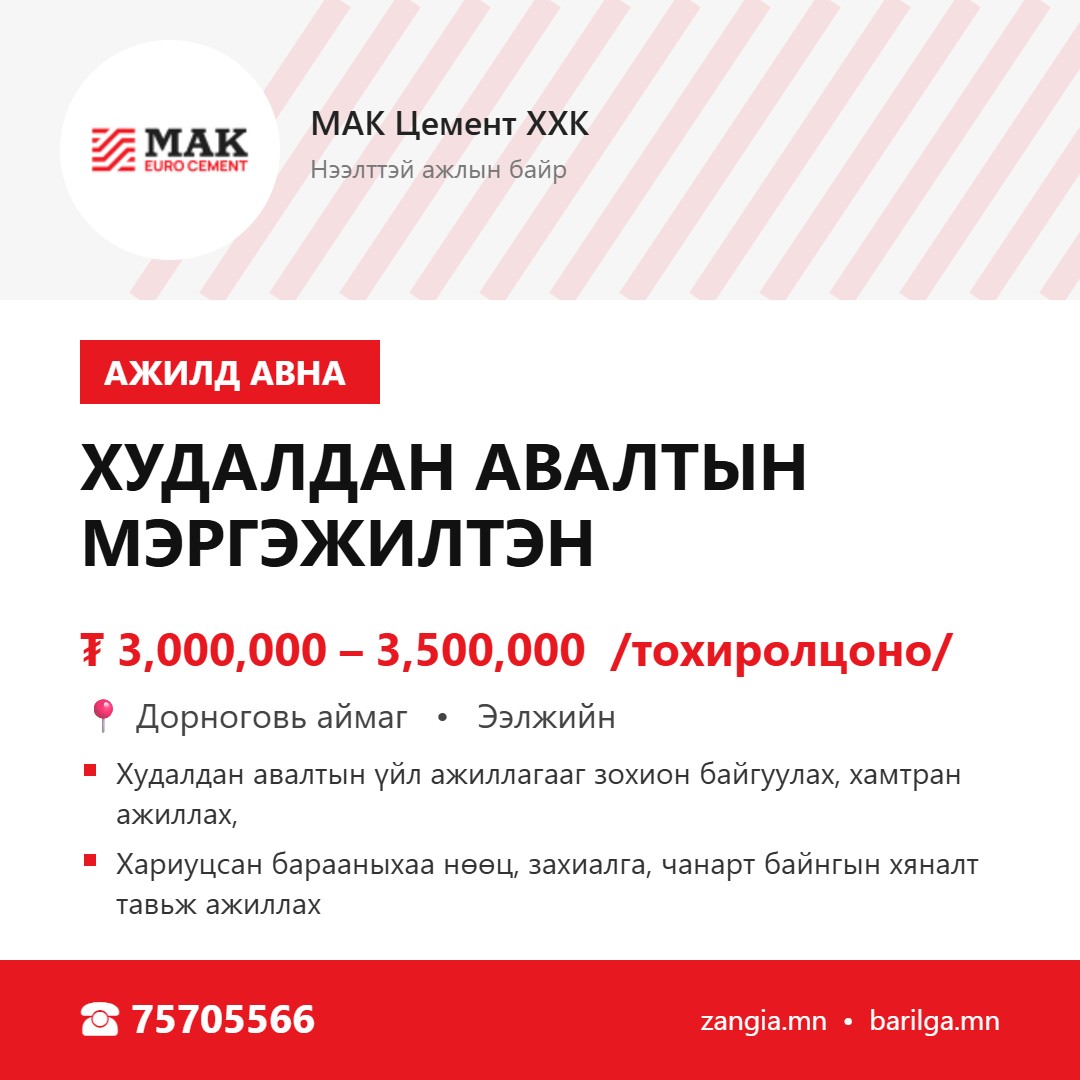 МАК
EURO CEMENT
МАК Цемент ХХК
Нээлттэй ажлын байр
АЖИЛД АВНА
ХУДАЛДАН АВАЛТЫН
МЭРГЭЖИЛТЭН
₮ 3,000,000 – 3,500,000 /тохиролцоно/
Дорноговь аймаг • Ээлжийн
Худалдан авалтын үйл ажиллагааг зохион байгуулах, хамтран
ажиллах,
Хариуцсан барааныхаа нөөц, захиалга, чанарт байнгын хяналт
тавьж ажиллах
☎ 75705566
zangia.mn • barilga.mn